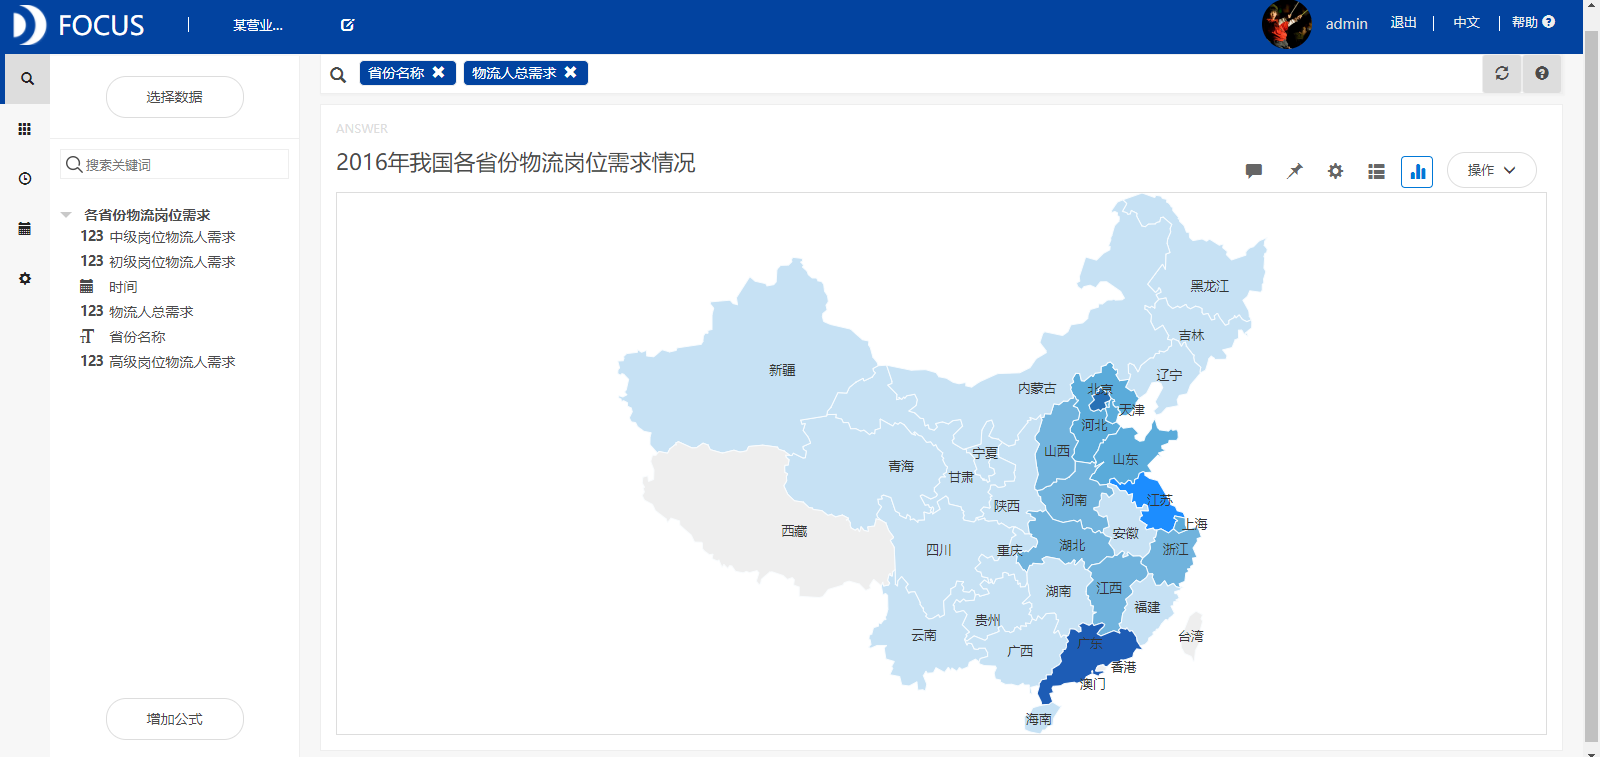 FOCUS
某营业...
admin
退出
中文
帮助
选择数据
搜索关键词
各省份物流岗位需求
123 中级岗位物流人需求
123 初级岗位物流人需求
时间
123 物流人总需求
T 省份名称
123 高级岗位物流人需求
增加公式
省份名称
物流人总需求
ANSWER
2016年我国各省份物流岗位需求情况
操作
黑龙江
吉林
辽宁
新疆
内蒙古
北京
天津
河北
山西
宁夏
山东
青海
甘肃
陕西
河南
江苏
西藏
上海
安徽
四川
重庆
湖北
浙江
湖南
江西
福建
贵州
云南
广西
广东
台湾
香港
澳门
海南